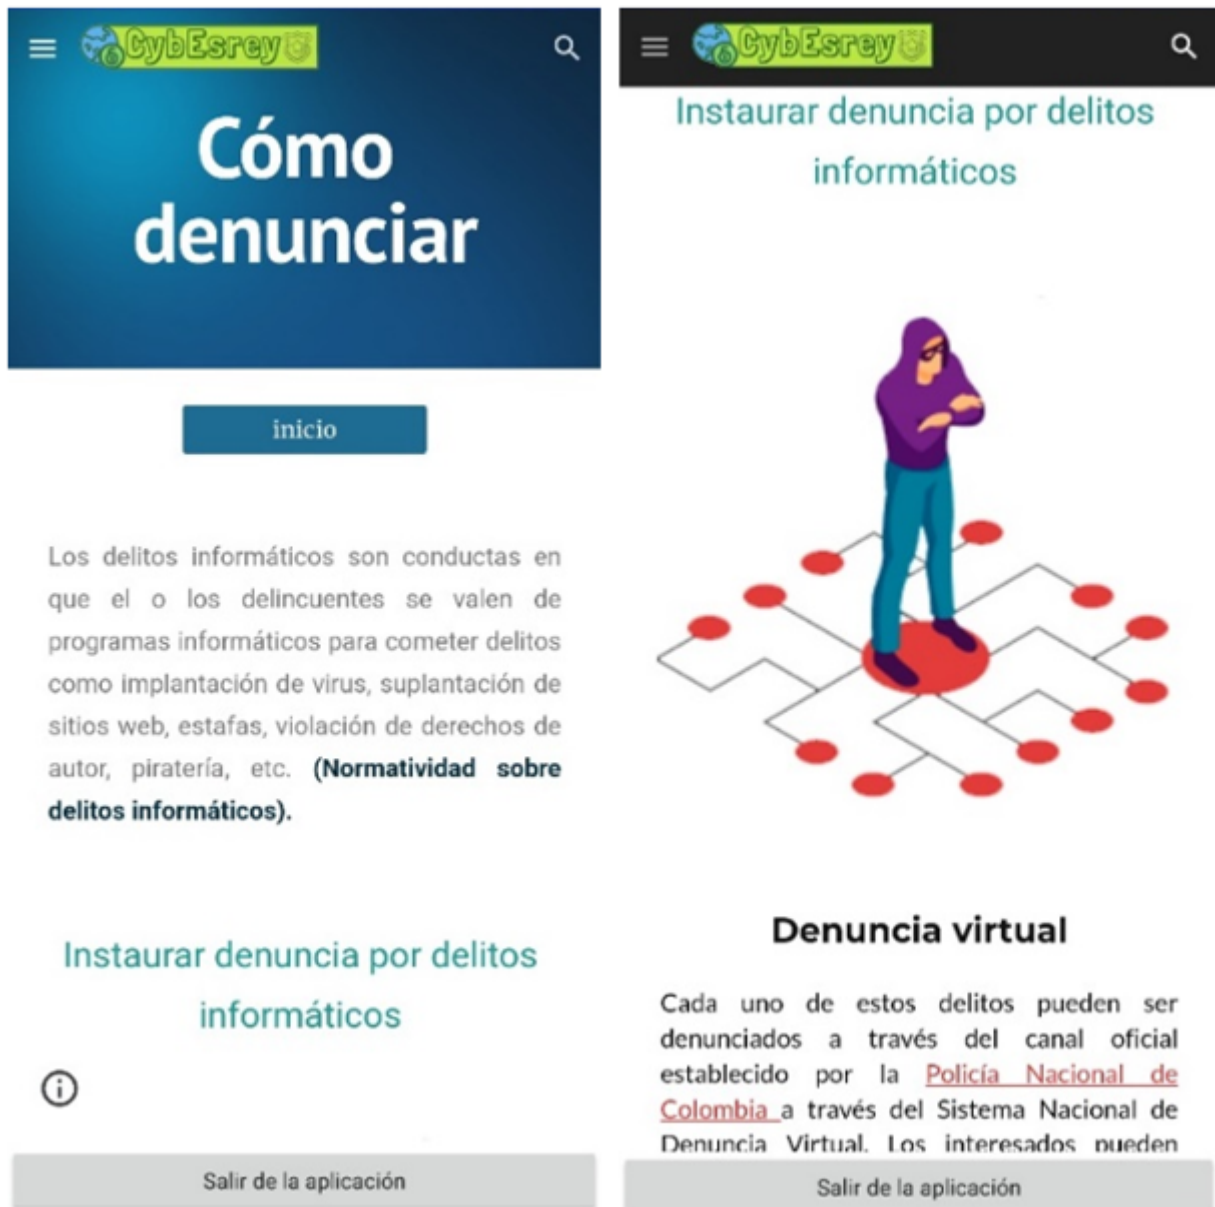 CybEsrey
Cómo
denunciar
inicio
Los delitos informáticos son conductas en
que el o los delincuentes se valen de
programas informáticos para cometer delitos
como implantación de virus, suplantación de
sitios web, estafas, violación de derechos de
autor, piratería, etc. (Normatividad sobre
delitos informáticos).
Instaurar denuncia por delitos
informáticos
Salir de la aplicación
CybEsrey
Instaurar denuncia por delitos
informáticos
Denuncia virtual
Cada uno de estos delitos pueden ser
denunciados a través del canal oficial
establecido por la Policía Nacional de
Colombia a través del Sistema Nacional de
Denuncia Virtual. Los interesados pueden
Salir de la aplicación